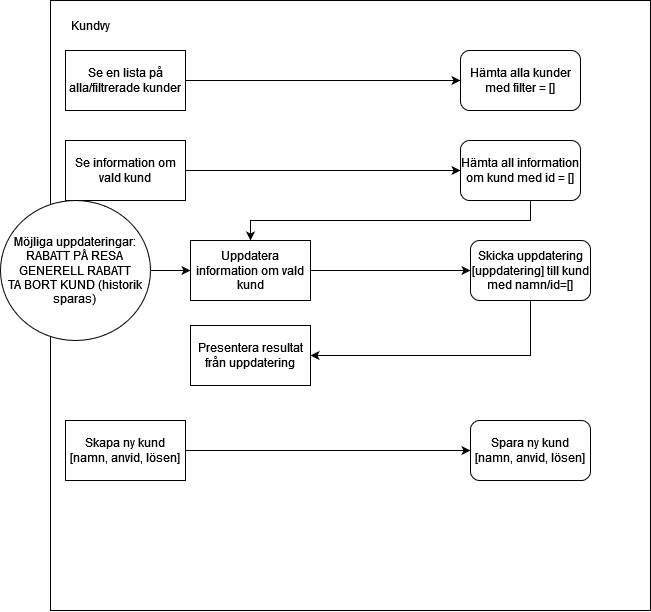 Kundvy
Se en lista på
alla/filtrerade kunder
Hämta alla kunder
med filter = []
Se information om
vald kund
Hämta all information
om kund med id = []
Möjliga uppdateringar:
RABATT PÅ RESA
GENERELL RABATT
TA BORT KUND (historik
sparas)
Uppdatera
information om vald
kund
Skicka uppdatering
[uppdatering] till kund
med namn/id=[]
Presentera resultat
från uppdatering
Skapa ny kund
[namn, anvid, lösen]
Spara ny kund
[namn, anvid, lösen]